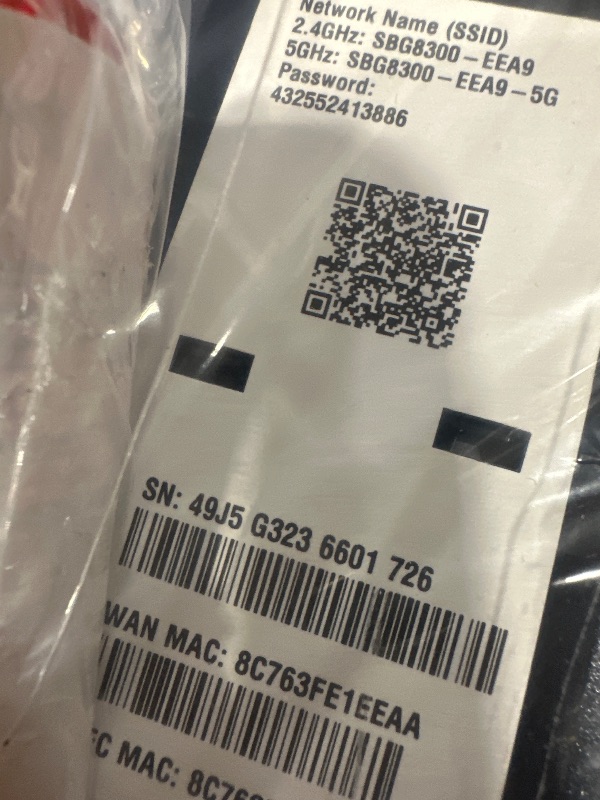 Network Name (SSID)
2.4GHz: SBG8300-EEA9
5GHz: SBG8300-EEA9-5G
Password:
432552413886
SN: 49J5 G323 6601 726
WAN MAC: 8C763FE1EEAA
MAC: